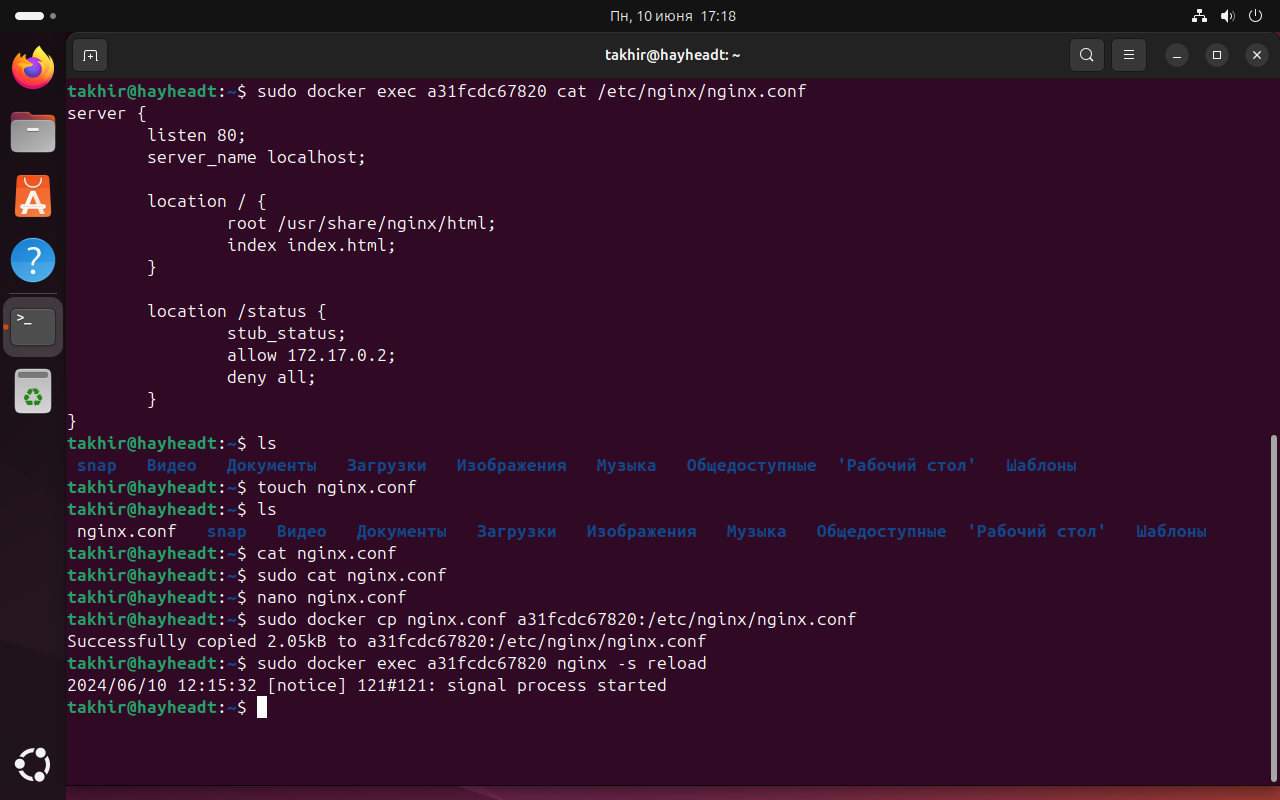 Пн, 10 июня 17:18
takhir@hayheadt: ~
takhir@hayheadt:~$ sudo docker exec a31fcdc67820 cat /etc/nginx/nginx.conf
server {
        listen 80;
        server_name localhost;
        location / {
                root /usr/share/nginx/html;
                index index.html;
        }
        location /status {
                stub_status;
                allow 172.17.0.2;
                deny all;
        }
}
takhir@hayheadt:~$ ls
snap Видео Документы Загрузки Изображения Музыка Общедоступные 'Рабочий стол' Шаблоны
takhir@hayheadt:~$ touch nginx.conf
takhir@hayheadt:~$ ls
nginx.conf snap Видео Документы Загрузки Изображения Музыка Общедоступные 'Рабочий стол' Шаблоны
takhir@hayheadt:~$ cat nginx.conf
takhir@hayheadt:~$ sudo cat nginx.conf
takhir@hayheadt:~$ nano nginx.conf
takhir@hayheadt:~$ sudo docker cp nginx.conf a31fcdc67820:/etc/nginx/nginx.conf
Successfully copied 2.05kB to a31fcdc67820:/etc/nginx/nginx.conf
takhir@hayheadt:~$ sudo docker exec a31fcdc67820 nginx -s reload
2024/06/10 12:15:32 [notice] 121#121: signal process started
takhir@hayheadt:~$